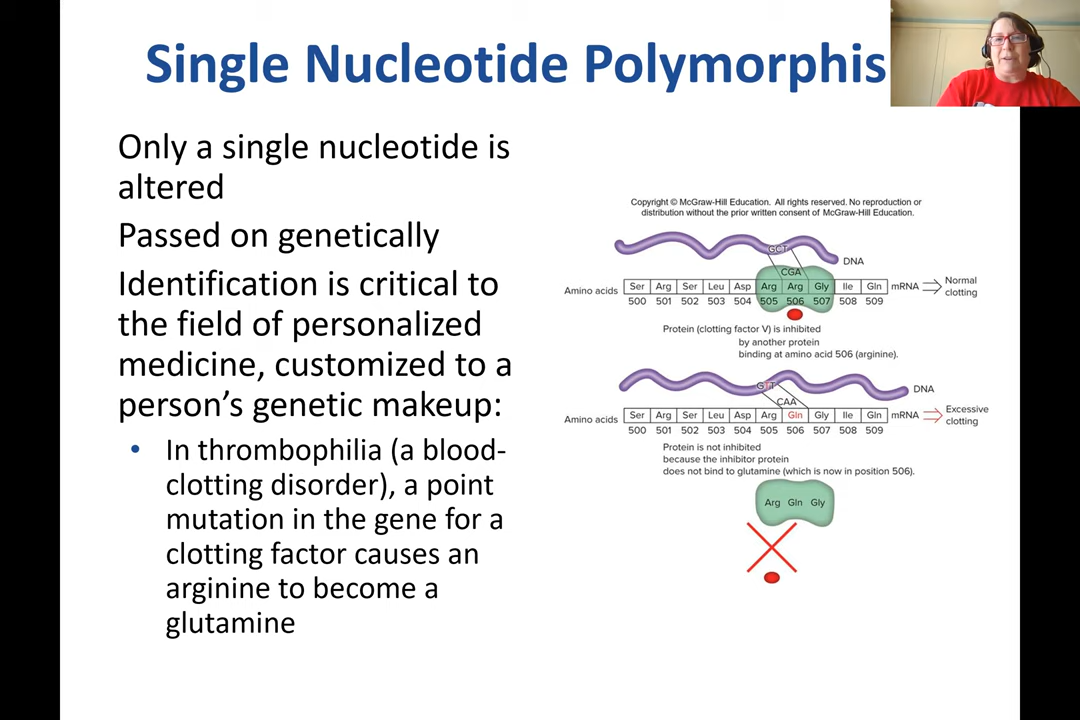 Single Nucleotide Polymorphis
Only a single nucleotide is
altered
Passed on genetically
Identification is critical to
the field of personalized
medicine, customized to a
person's genetic makeup:
• In thrombophilia (a blood-
clotting disorder), a point
mutation in the gene for a
clotting factor causes an
arginine to become a
glutamine
Copyright © McGraw-Hill Education. All rights reserved. No reproduction or
distribution without the prior written consent of McGraw-Hill Education.
GCT
DNA
CGA
Amino acids Ser Arg Ser Leu Asp Arg Arg Gly Ile Gln mRNA
500 501 502 503 504 505 506 507 508 509
Normal
clotting
Protein (clotting factor V) is inhibited
by another protein
binding at amino acid 506 (arginine).
GTT
DNA
CAA
Amino acids Ser Arg Ser Leu Asp Arg Gln Gly Ile Gln mRNA
500 501 502 503 504 505 506 507 508 509
Excessive
clotting
Protein is not inhibited
because the inhibitor protein
does not bind to glutamine (which is now in position 506).
Arg Gln Gly